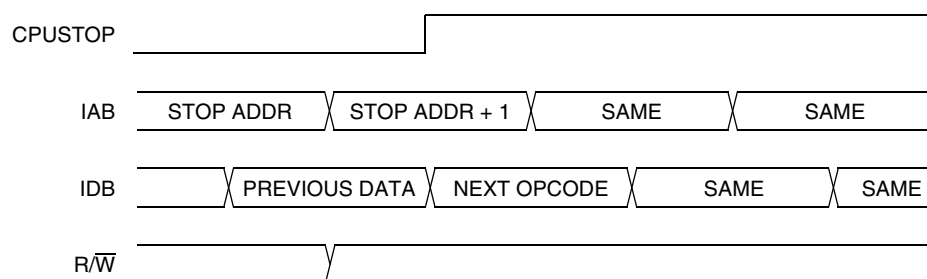 CPUSTOP
IAB STOP ADDR STOP ADDR + 1 SAME SAME
IDB PREVIOUS DATA NEXT OPCODE SAME SAME
R/W̅